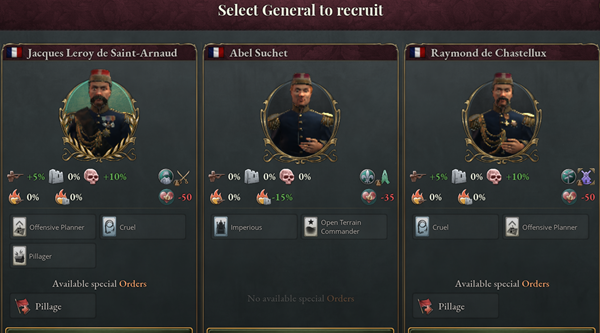 Select General to recruit
Jacques Leroy de Saint-Arnaud
+5% 0% +10%
0% 0% -50
Offensive Planner Cruel
Pillager
Available special Orders
Pillage
Abel Suchet
0% 0% 0%
0% -15% -35
Imperious Open Terrain
Commander
No available special Orders
Raymond de Chastellux
+5% 0% +10%
0% 0% -50
Cruel Offensive Planner
Available special Orders
Pillage